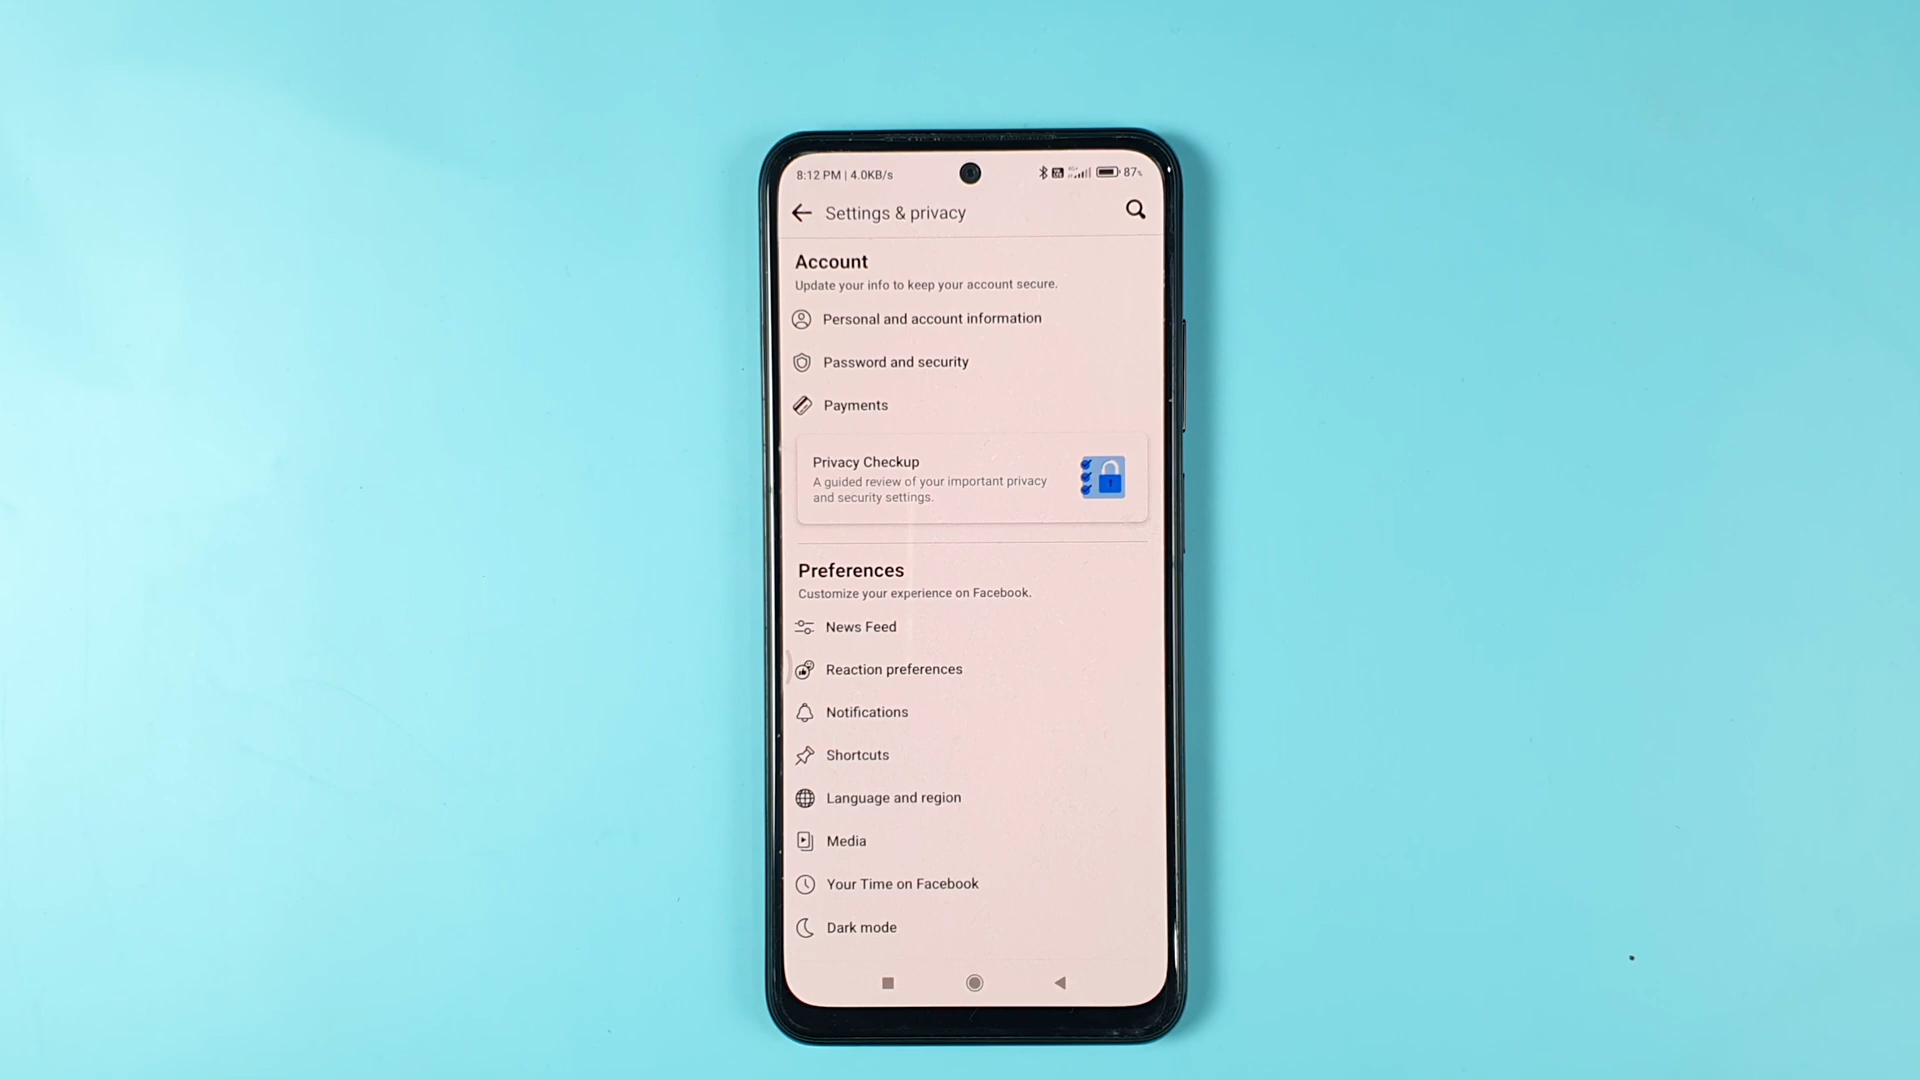 8:12 PM | 4.0KB/s
87%
Settings & privacy
Account
Update your info to keep your account secure.
Personal and account information
Password and security
Payments
Privacy Checkup
A guided review of your important privacy
and security settings.
Preferences
Customize your experience on Facebook.
News Feed
Reaction preferences
Notifications
Shortcuts
Language and region
Media
Your Time on Facebook
Dark mode